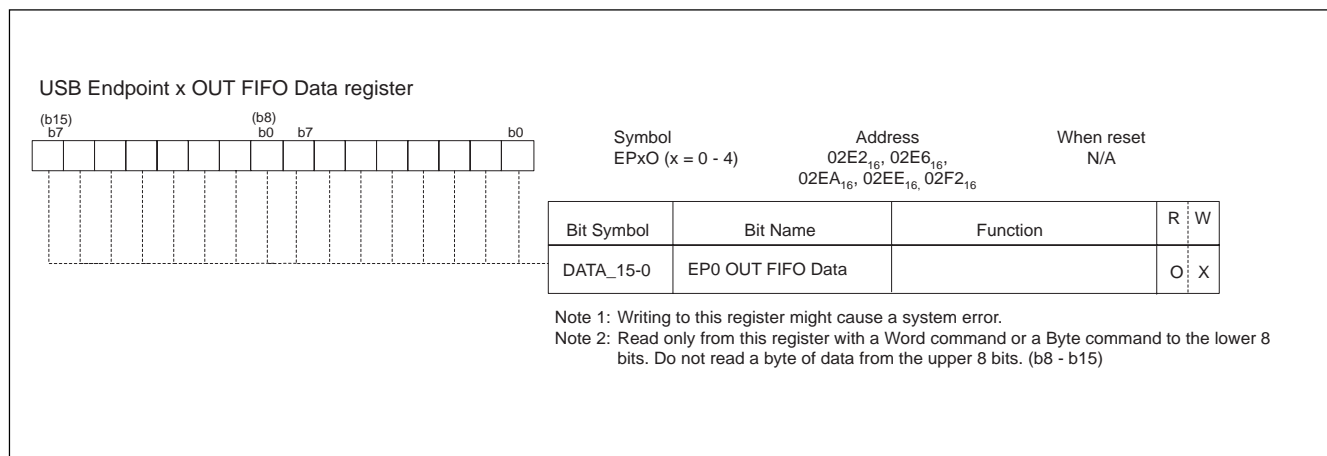 USB Endpoint x OUT FIFO Data register
(b15) (b8)
b7 b0 b7 b0
Symbol Address When reset
EPxO (x = 0 - 4) 02E2₁₆, 02E6₁₆, N/A
02EA₁₆, 02EE₁₆, 02F2₁₆
Bit Symbol Bit Name Function R W
DATA_15-0 EP0 OUT FIFO Data O X
Note 1: Writing to this register might cause a system error.
Note 2: Read only from this register with a Word command or a Byte command to the lower 8
bits. Do not read a byte of data from the upper 8 bits. (b8 - b15)